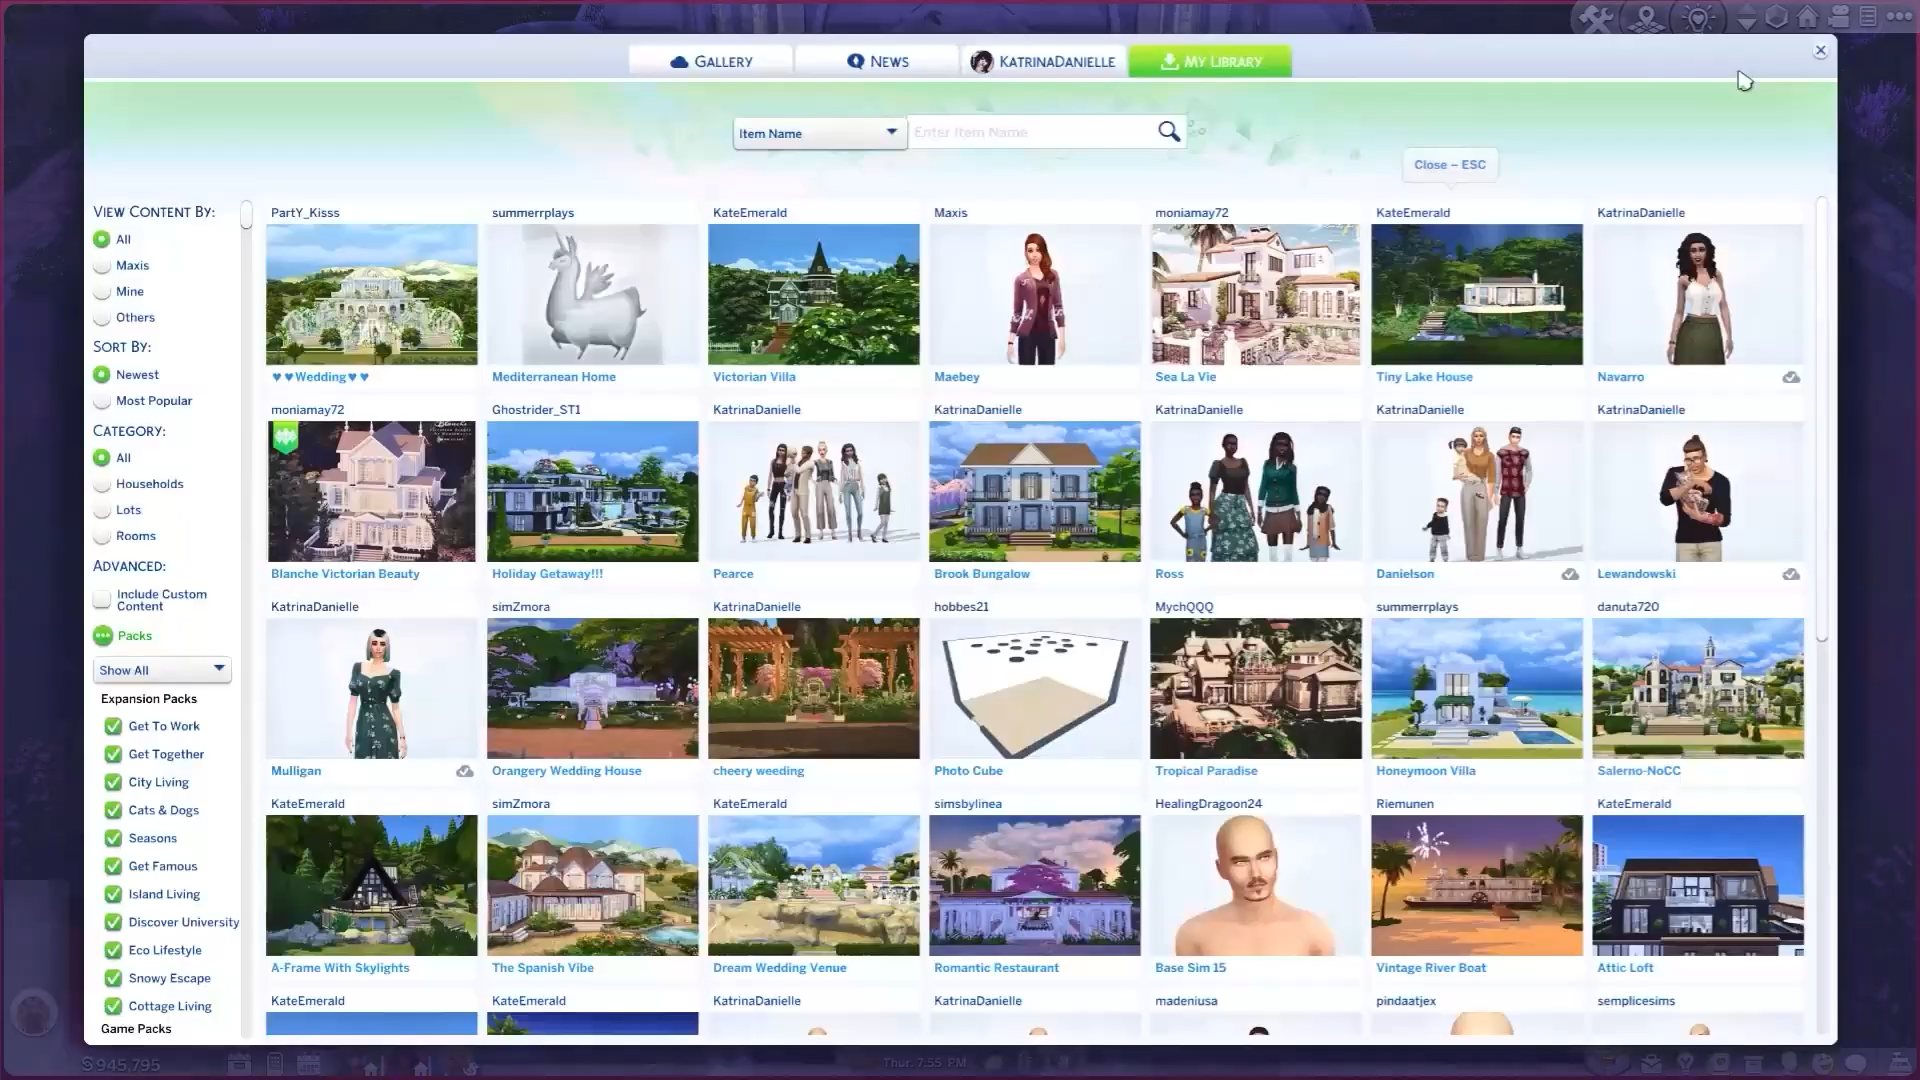 GALLERY
NEWS
KATRINADANIELLE
MY LIBRARY
Item Name
Enter Item Name
Close – ESC
VIEW CONTENT BY:
All
Maxis
Mine
Others
SORT BY:
Newest
Most Popular
CATEGORY:
All
Households
Lots
Rooms
ADVANCED:
Include Custom
Content
Packs
Show All
Expansion Packs
Get To Work
Get Together
City Living
Cats & Dogs
Seasons
Get Famous
Island Living
Discover University
Eco Lifestyle
Snowy Escape
Cottage Living
Game Packs
PartY_Kisss
summerrplays
KateEmerald
Maxis
moniamay72
KateEmerald
KatrinaDanielle
♥ ♥Wedding♥ ♥
Mediterranean Home
Victorian Villa
Maebey
Sea La Vie
Tiny Lake House
Navarro
moniamay72
Ghostrider_ST1
KatrinaDanielle
KatrinaDanielle
KatrinaDanielle
KatrinaDanielle
KatrinaDanielle
Blanche Victorian Beauty
Holiday Getaway!!!
Pearce
Brook Bungalow
Ross
Danielson
Lewandowski
KatrinaDanielle
simZmora
KatrinaDanielle
hobbes21
MychQQQ
summerrplays
danuta720
Mulligan
Orangery Wedding House
cheery weeding
Photo Cube
Tropical Paradise
Honeymoon Villa
Salerno-NoCC
KateEmerald
simZmora
KateEmerald
simsbylinea
HealingDragoon24
Riemunen
KateEmerald
A-Frame With Skylights
The Spanish Vibe
Dream Wedding Venue
Romantic Restaurant
Base Sim 15
Vintage River Boat
Attic Loft
KateEmerald
KateEmerald
KatrinaDanielle
KatrinaDanielle
madeniusa
pindaatjex
semplicesims
§945,795
Thur. 7:55 PM